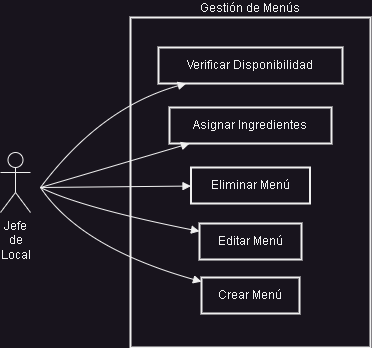 Gestión de Menús
Verificar Disponibilidad
Asignar Ingredientes
Eliminar Menú
Editar Menú
Crear Menú
Jefe
de
Local